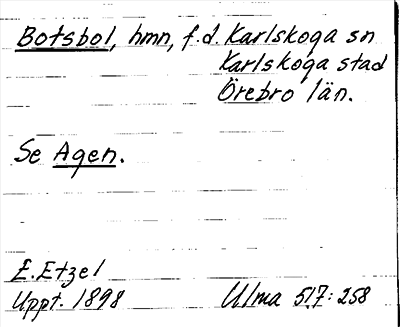 Botsbol, hmn, f.d. Karlskoga sn
Karlskoga stad
Örebro län.
Se Agen.
E. Etzel
Uppt. 1898
Ulma 517:258